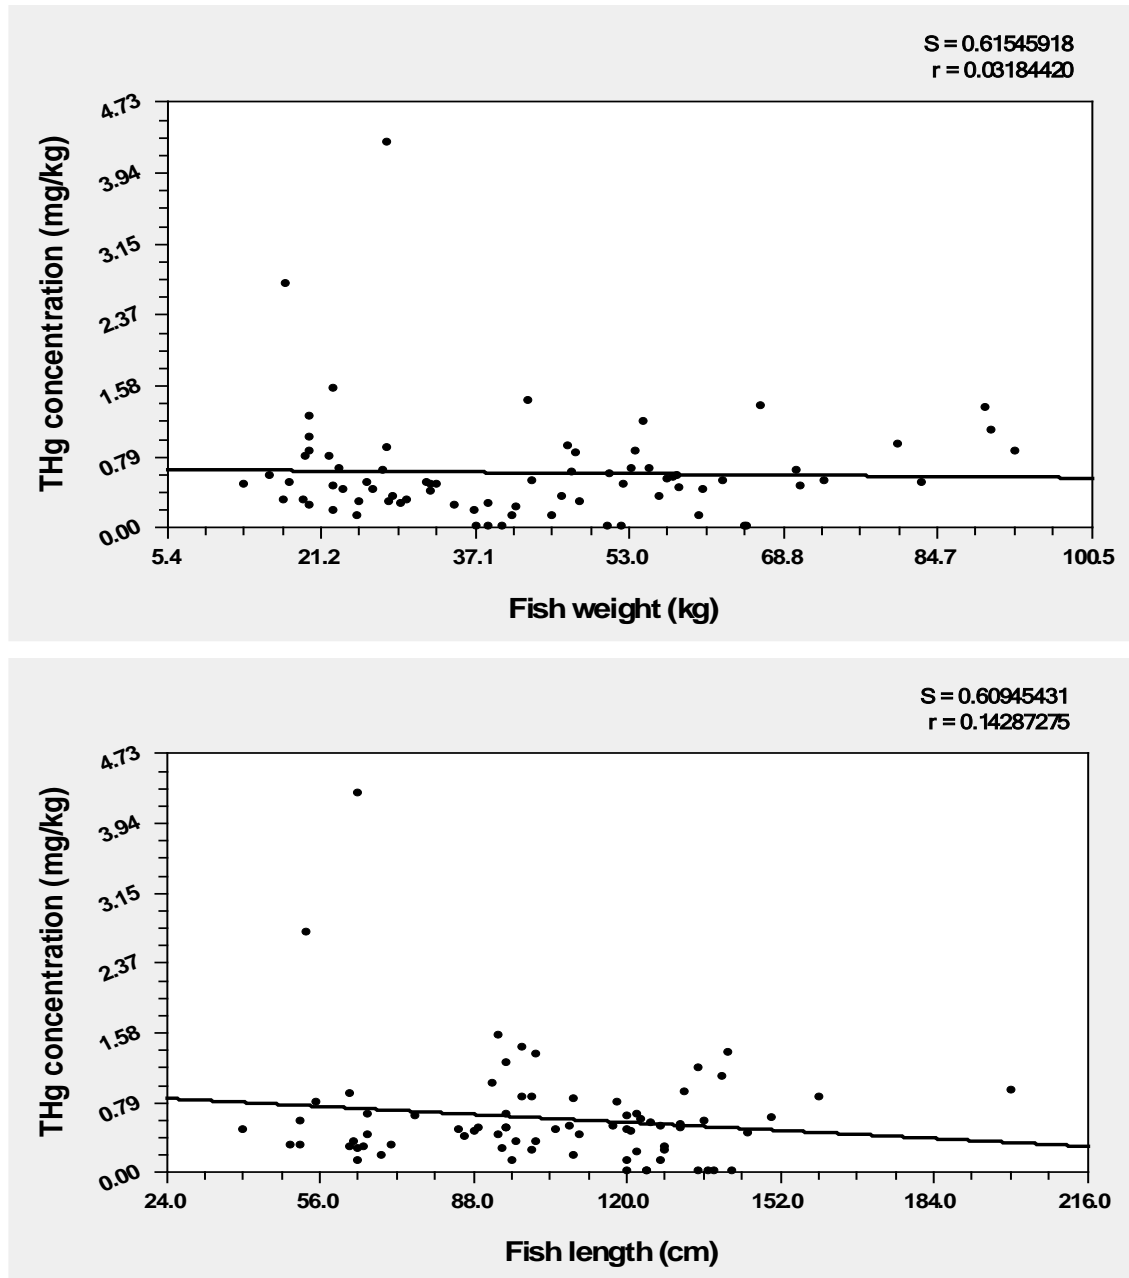 S = 0.61545918
r = 0.03184420
THg concentration (mg/kg)
4.73
3.94
3.15
2.37
1.58
0.79
0.00
5.4 21.2 37.1 53.0 68.8 84.7 100.5
Fish weight (kg)
S = 0.60945431
r = 0.14287275
THg concentration (mg/kg)
4.73
3.94
3.15
2.37
1.58
0.79
0.00
24.0 56.0 88.0 120.0 152.0 184.0 216.0
Fish length (cm)